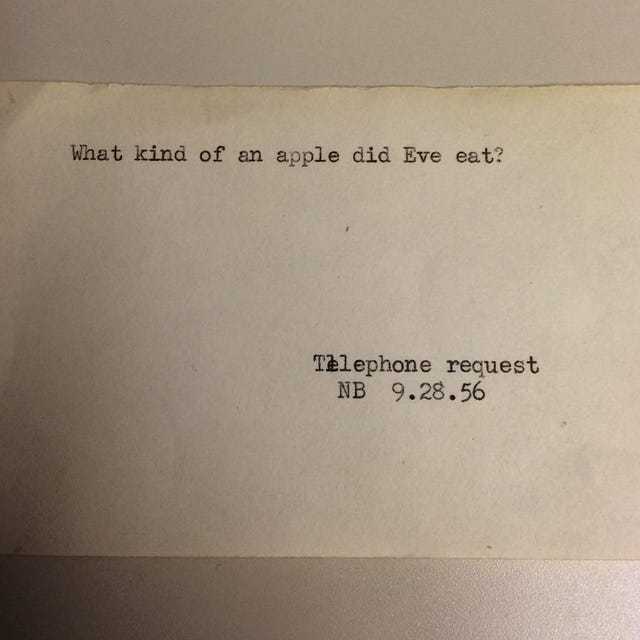 What kind of an apple did Eve eat?
Telephone request
NB 9.28.56